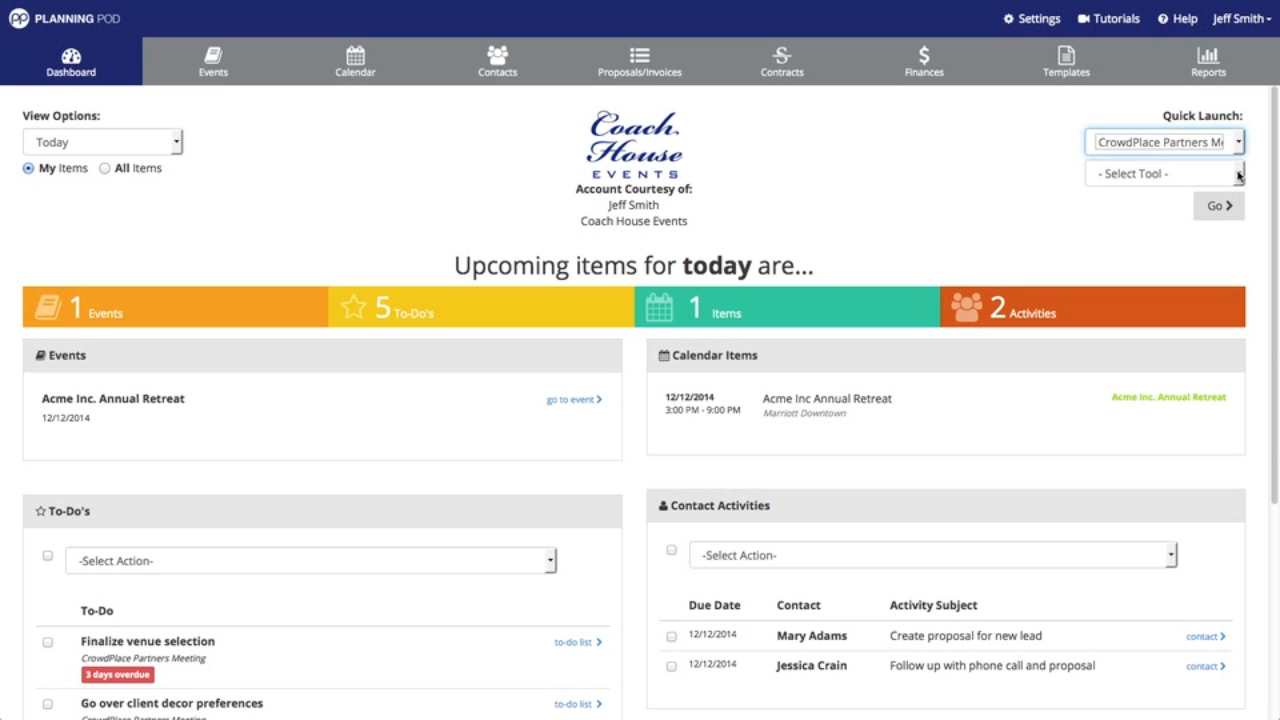 PLANNING POD
Settings
Tutorials
Help
Jeff Smith
Dashboard
Events
Calendar
Contacts
Proposals/Invoices
Contracts
Finances
Templates
Reports
View Options:
Today
My Items
All Items
Coach
House
EVENTS
Account Courtesy of:
Jeff Smith
Coach House Events
Quick Launch:
CrowdPlace Partners M
- Select Tool -
Go
Upcoming items for today are...
1 Events
5 To-Do's
1 Items
2 Activities
Events
Acme Inc. Annual Retreat
go to event
12/12/2014
Calendar Items
12/12/2014
3:00 PM - 9:00 PM
Acme Inc Annual Retreat
Marriott Downtown
Acme Inc. Annual Retreat
To-Do's
-Select Action-
To-Do
Finalize venue selection
to-do list
CrowdPlace Partners Meeting
3 days overdue
Go over client decor preferences
to-do list
CrowdPlace Partners Meeting
Contact Activities
-Select Action-
Due Date Contact Activity Subject
12/12/2014 Mary Adams Create proposal for new lead contact
12/12/2014 Jessica Crain Follow up with phone call and proposal contact